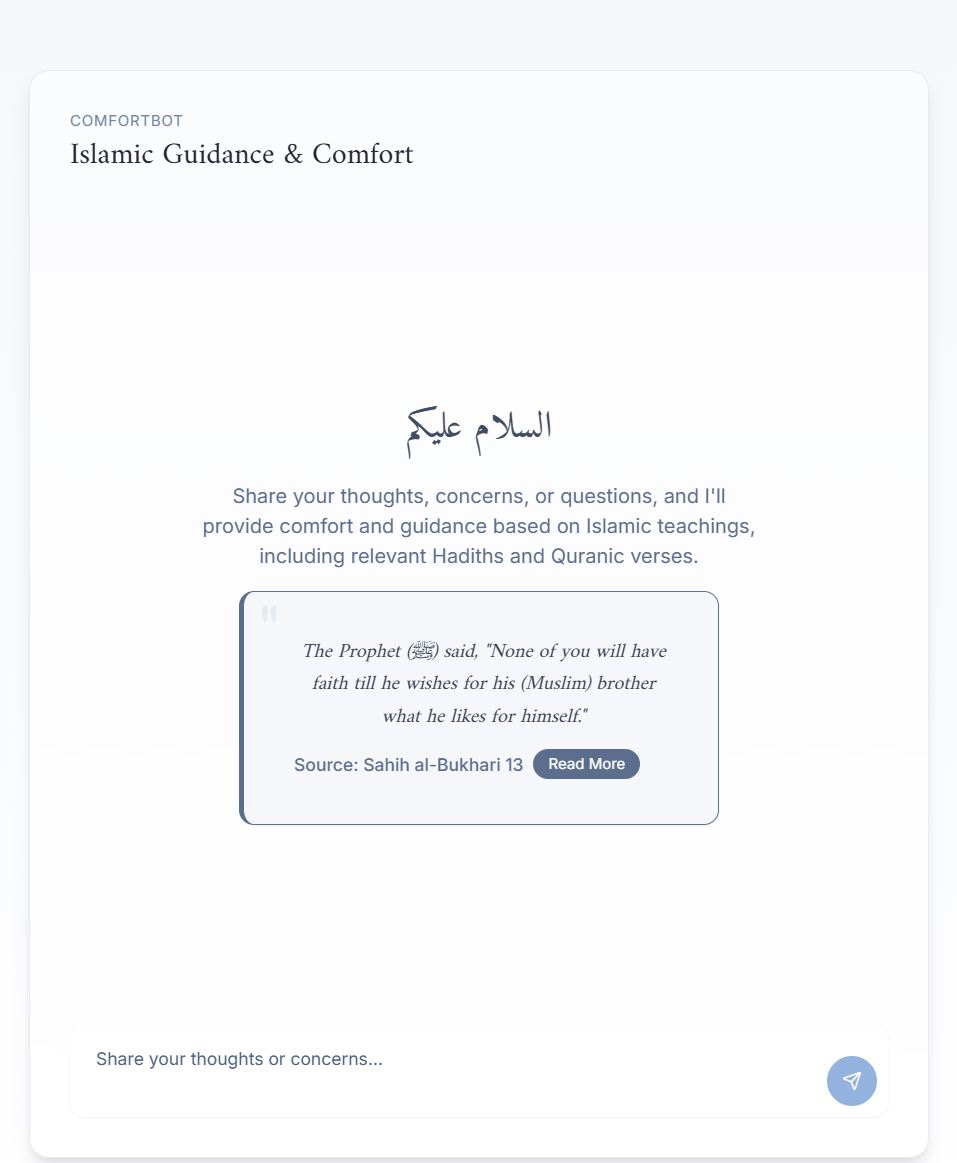 COMFORTBOT
Islamic Guidance & Comfort
السلام عليكم
Share your thoughts, concerns, or questions, and I'll
provide comfort and guidance based on Islamic teachings,
including relevant Hadiths and Quranic verses.
"
The Prophet (ﷺ) said, "None of you will have
faith till he wishes for his (Muslim) brother
what he likes for himself."
Source: Sahih al-Bukhari 13 Read More
Share your thoughts or concerns...